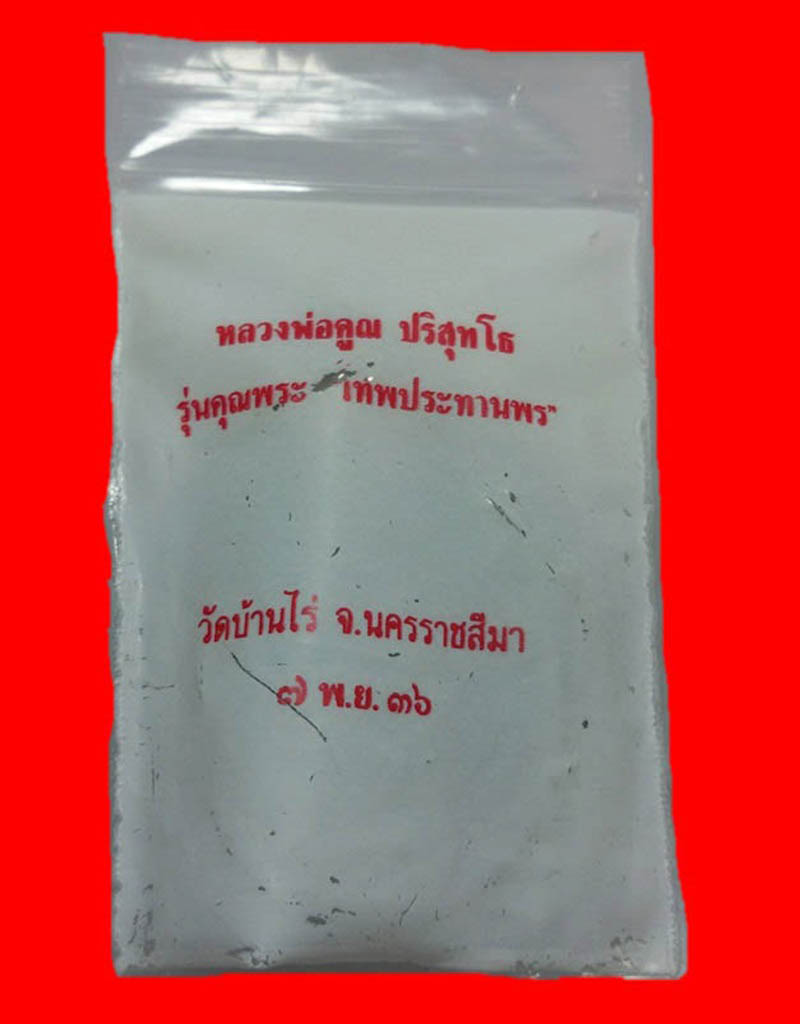 หลวงพ่อคูณ ปริสุทโธ
รุ่นคุณพระ เทพประทานพร"
วัดบ้านไร่ จ.นครราชสีมา
๗ พ.ย. ๓๖